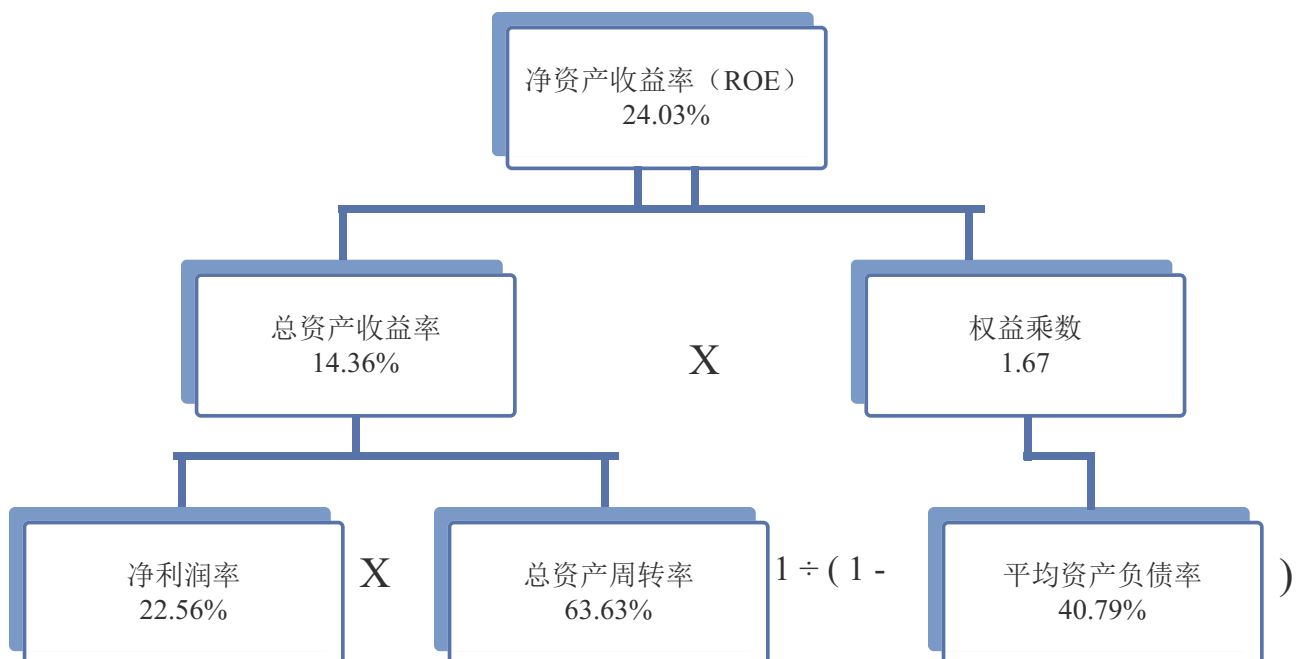 净资产收益率（ROE）
24.03%
总资产收益率
14.36%
X
权益乘数
1.67
净利润率
22.56%
X
总资产周转率
63.63%
1 ÷ ( 1 -
平均资产负债率
40.79%
)